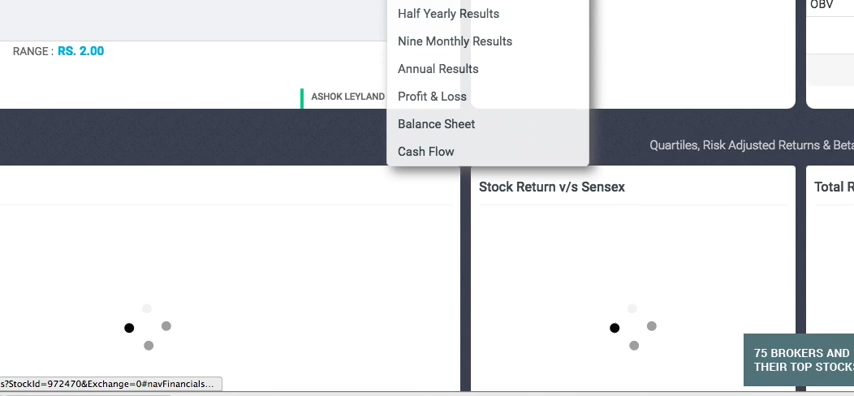 OBV
Half Yearly Results
RANGE : RS. 2.00
Nine Monthly Results
Annual Results
ASHOK LEYLAND
Profit & Loss
Balance Sheet
Quartiles, Risk Adjusted Returns & Beta
Cash Flow
Stock Return v/s Sensex
Total R
75 BROKERS AND
THEIR TOP STOCKS
s?StockId=972470&Exchange=0#navFinancials...